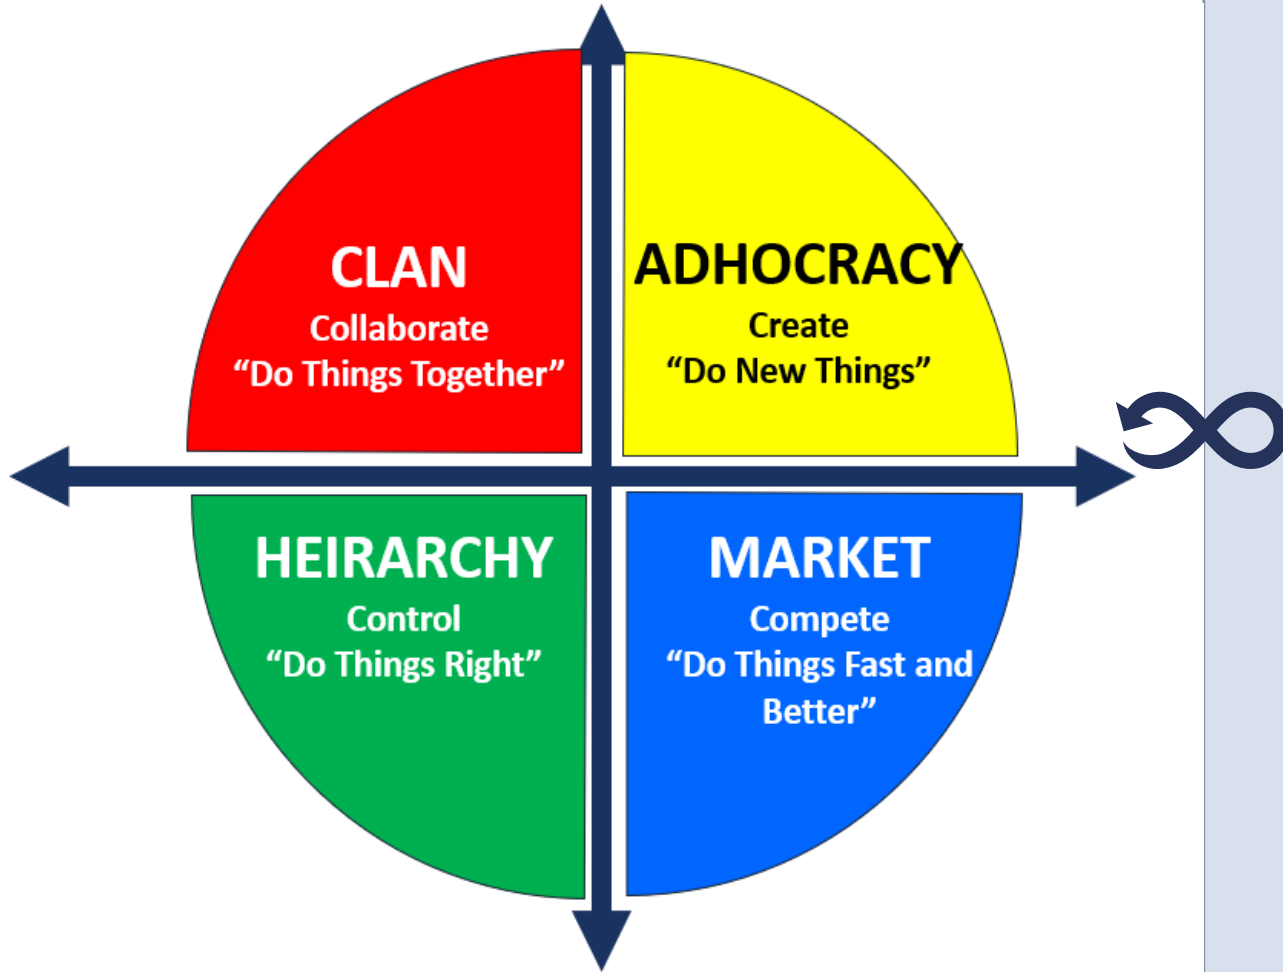 CLAN
Collaborate
“Do Things Together”
ADHOCRACY
Create
“Do New Things”
HEIRARCHY
Control
“Do Things Right”
MARKET
Compete
“Do Things Fast and
Better”